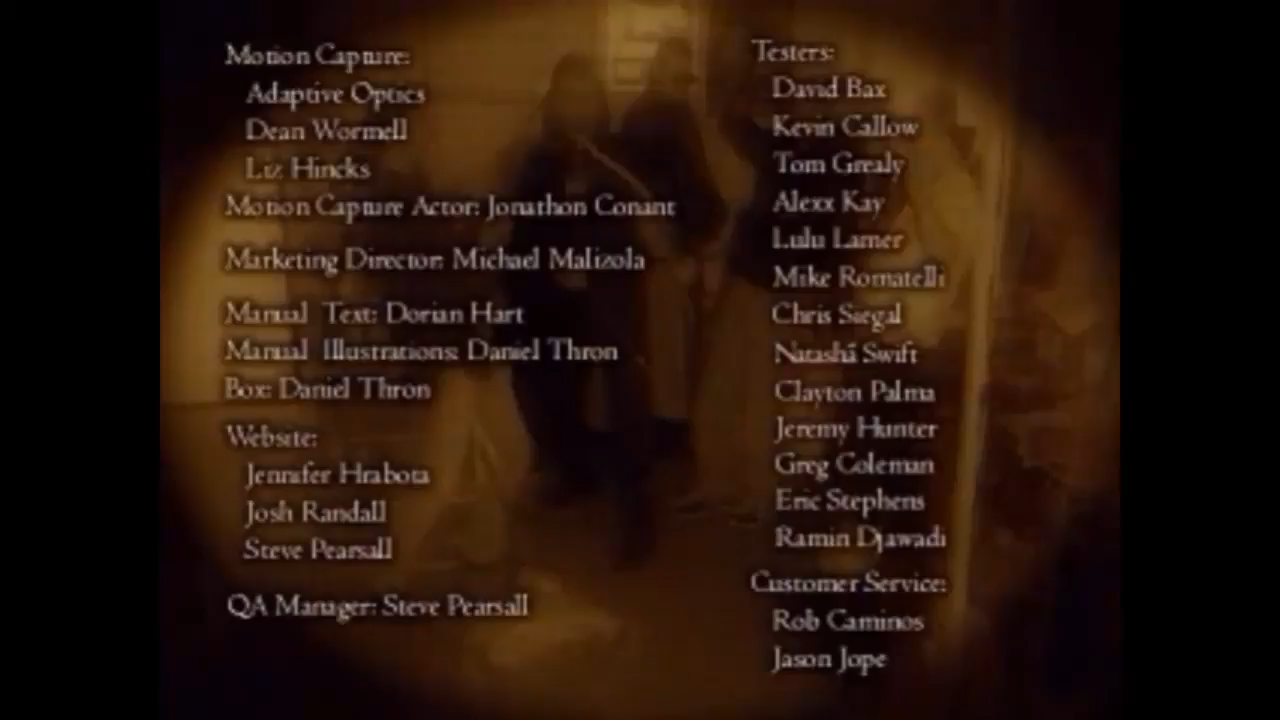 Motion Capture:
Adaptive Optics
Dean Wormell
Liz Hincks
Motion Capture Actor: Jonathon Conant
Marketing Director: Michael Malizola
Manual Text: Dorian Hart
Manual Illustrations: Daniel Thron
Box: Daniel Thron
Website:
Jennifer Hrabota
Josh Randall
Steve Pearsall
QA Manager: Steve Pearsall
Testers:
David Bax
Kevin Callow
Tom Grealy
Alexx Kay
Lulu Lamer
Mike Romatelli
Chris Siegal
Natasha Swift
Clayton Palma
Jeremy Hunter
Greg Coleman
Eric Stephens
Ramin Djawadi
Customer Service:
Rob Caminos
Jason Jope